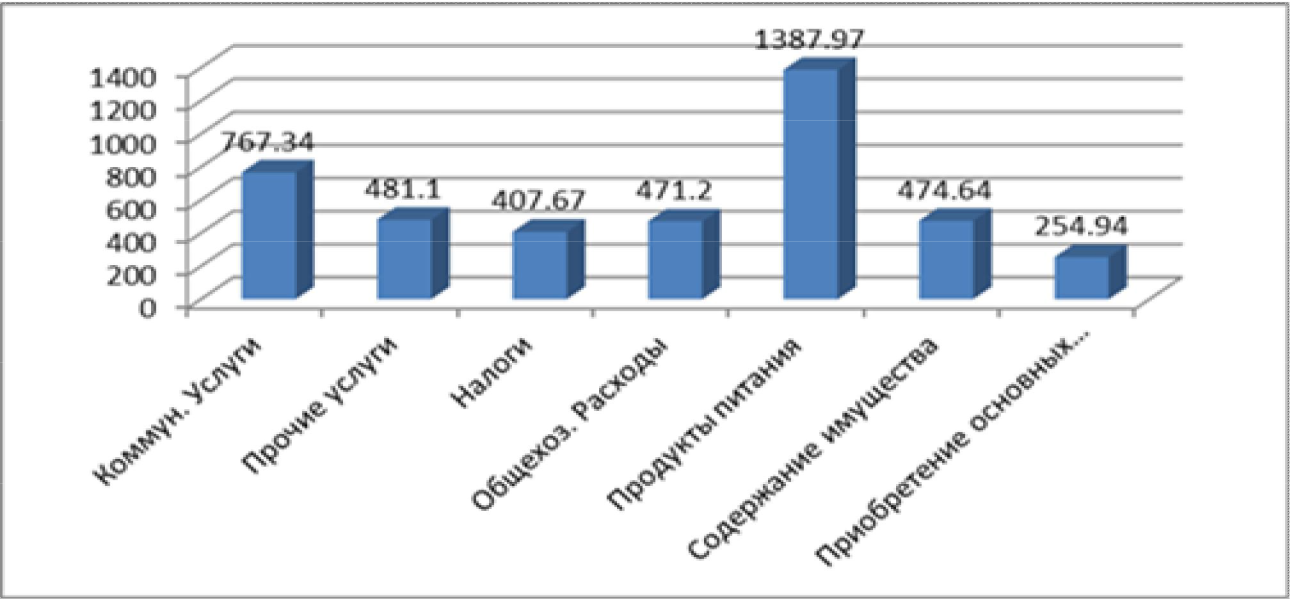 1400
1200
1000
800
600
400
200
0
767.34
481.1
407.67
471.2
1387.97
474.64
254.94
Коммун. Услуги
Прочие услуги
Налоги
Общехоз. Расходы
Продукты питания
Содержание имущества
Приобретение основных...